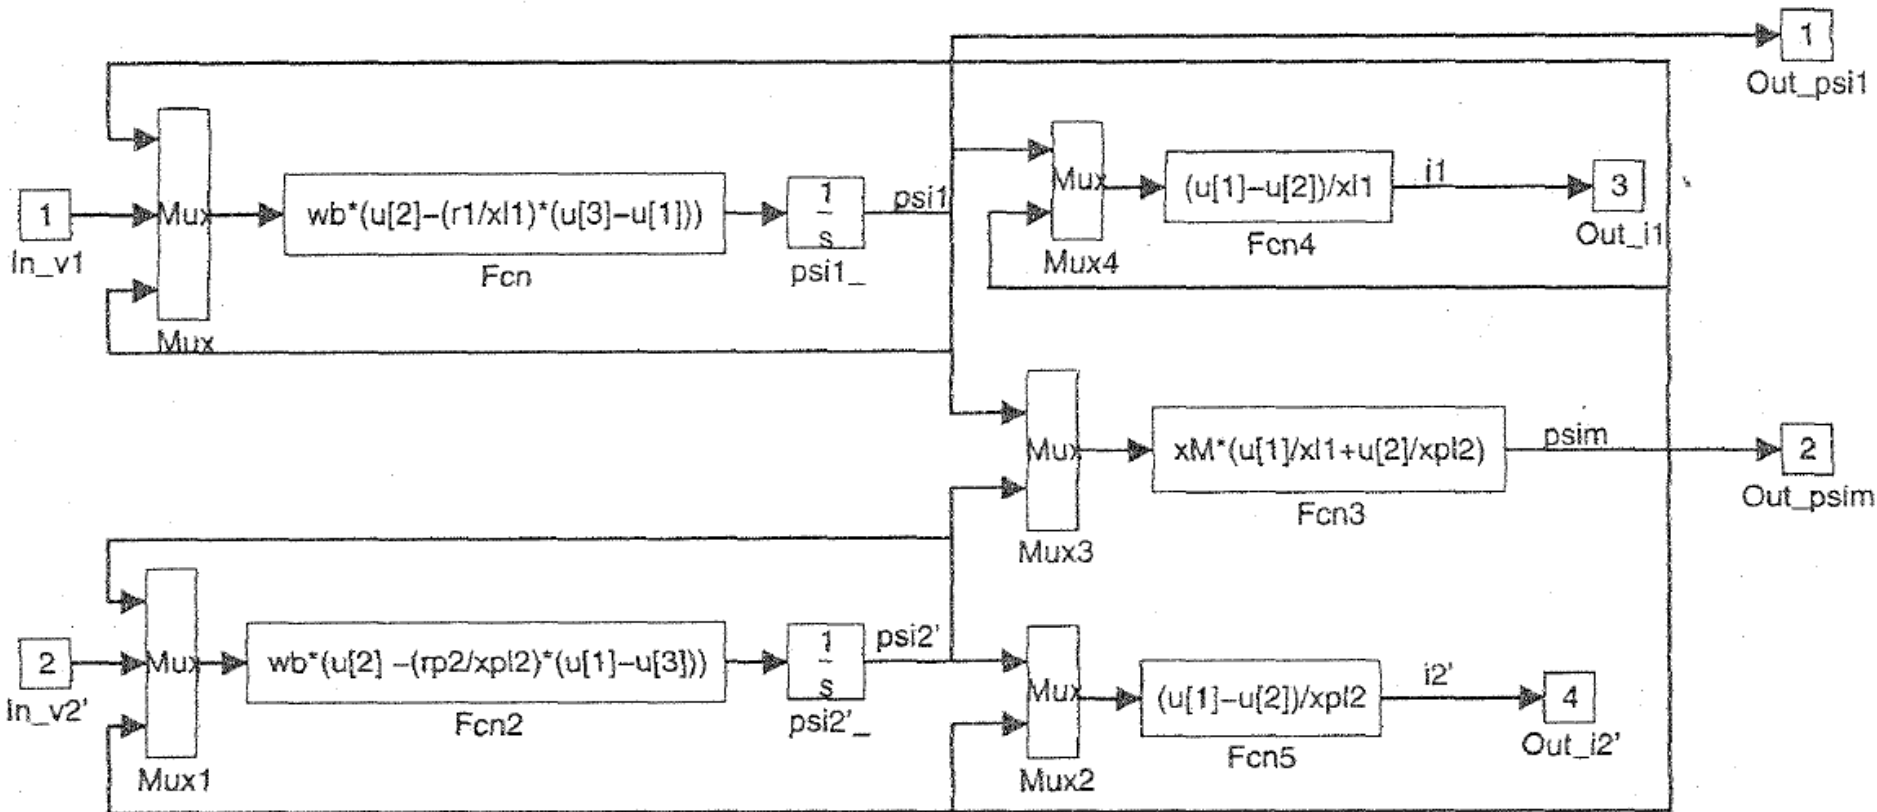 1
Out_psi1
Mux
1
In_v1
wb*(u[2]-(r1/xl1)*(u[3]-u[1]))
Fcn
1
s
psi1_
psi1
Mux
Mux
Mux4
(u[1]-u[2])/xl1
Fcn4
i1
3
Out_i1
Mux
Mux3
xM*(u[1]/xl1+u[2]/xpl2)
Fcn3
psim
2
Out_psim
2
In_v2'
Mux
Mux1
wb*(u[2] -(rp2/xpl2)*(u[1]-u[3]))
Fcn2
1
s
psi2'_
psi2'
Mux
Mux2
(u[1]-u[2])/xpl2
Fcn5
i2'
4
Out_i2'